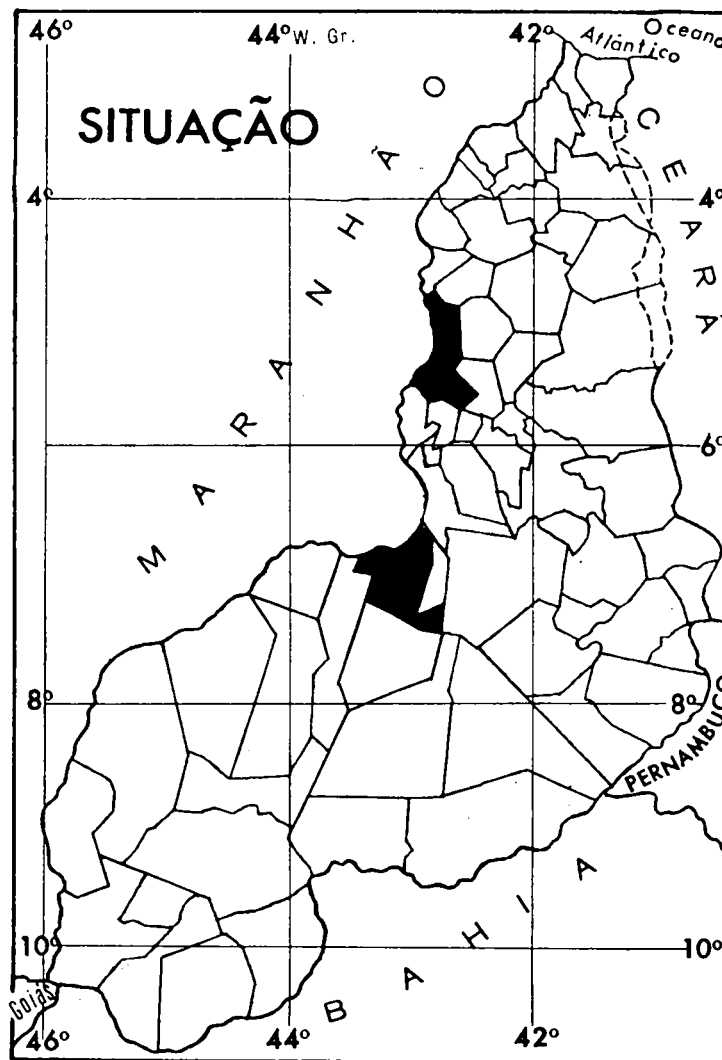 46° 44° W. Gr. 42° Oceano
Atlântico
SITUAÇÃO
MARANHÃO
CEARÁ
4° 4°
6°
8° 8°
PERNAMBUCO
BAHIA
10° 10°
Goiás
46° 44° 42°